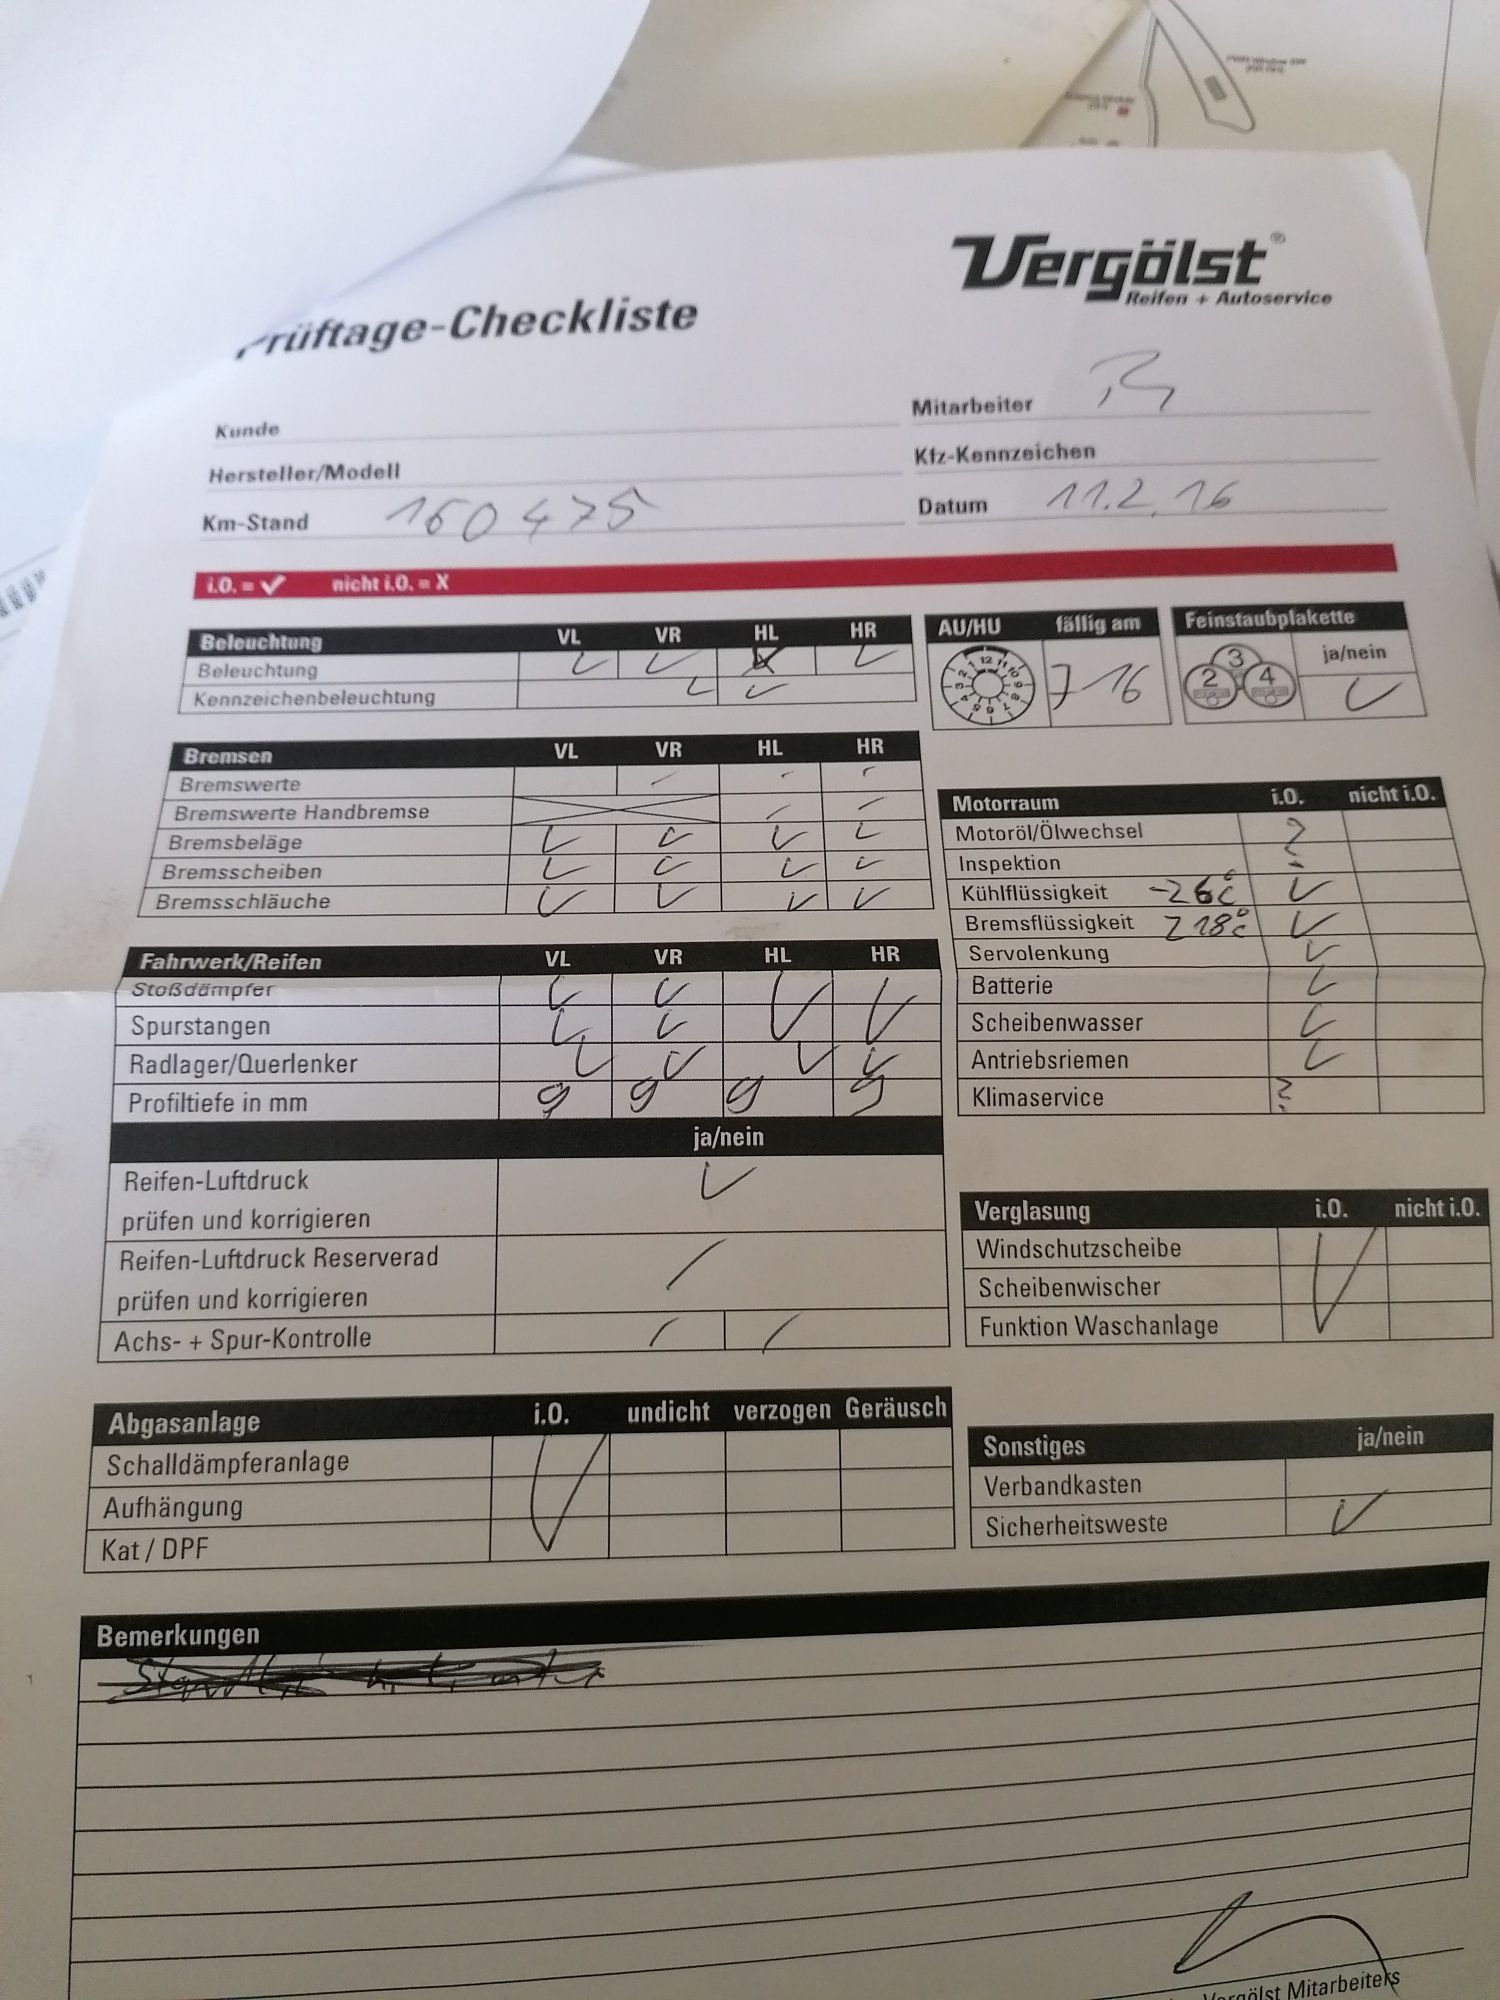 Vergölst®
Reifen + Autoservice
Prüftage-Checkliste
Kunde
Mitarbeiter
Hersteller/Modell
Kfz-Kennzeichen
Km-Stand 160475
Datum 11.2.16
i.O. = ✓ nicht i.O. = X
Beleuchtung VL VR HL HR
Beleuchtung ✓ ✓ X ✓
Kennzeichenbeleuchtung ✓ ✓
AU/HU fällig am
7 16
Feinstaubplakette
ja/nein
2 3 4 ✓
Bremsen VL VR HL HR
Bremswerte
Bremswerte Handbremse
Bremsbeläge ✓ ✓ ✓ ✓
Bremsscheiben ✓ ✓ ✓ ✓
Bremsschläuche ✓ ✓ ✓ ✓
Motorraum i.O. nicht i.O.
Motoröl/Ölwechsel ?
Inspektion ?
Kühlflüssigkeit -26°C ✓
Bremsflüssigkeit 218°C ✓
Servolenkung ✓
Batterie ✓
Scheibenwasser ✓
Antriebsriemen ✓
Klimaservice ?
Fahrwerk/Reifen VL VR HL HR
Stoßdämpfer ✓ ✓ ✓ ✓
Spurstangen ✓ ✓
Radlager/Querlenker ✓ ✓ ✓ ✓
Profiltiefe in mm 9 9 9 9
ja/nein
Reifen-Luftdruck ✓
prüfen und korrigieren
Reifen-Luftdruck Reserverad /
prüfen und korrigieren
Achs- + Spur-Kontrolle / /
Verglasung i.O. nicht i.O.
Windschutzscheibe ✓
Scheibenwischer
Funktion Waschanlage
Abgasanlage i.O. undicht verzogen Geräusch
Schalldämpferanlage ✓
Aufhängung
Kat / DPF
Sonstiges ja/nein
Verbandkasten
Sicherheitsweste ✓
Bemerkungen
Vergölst Mitarbeiters